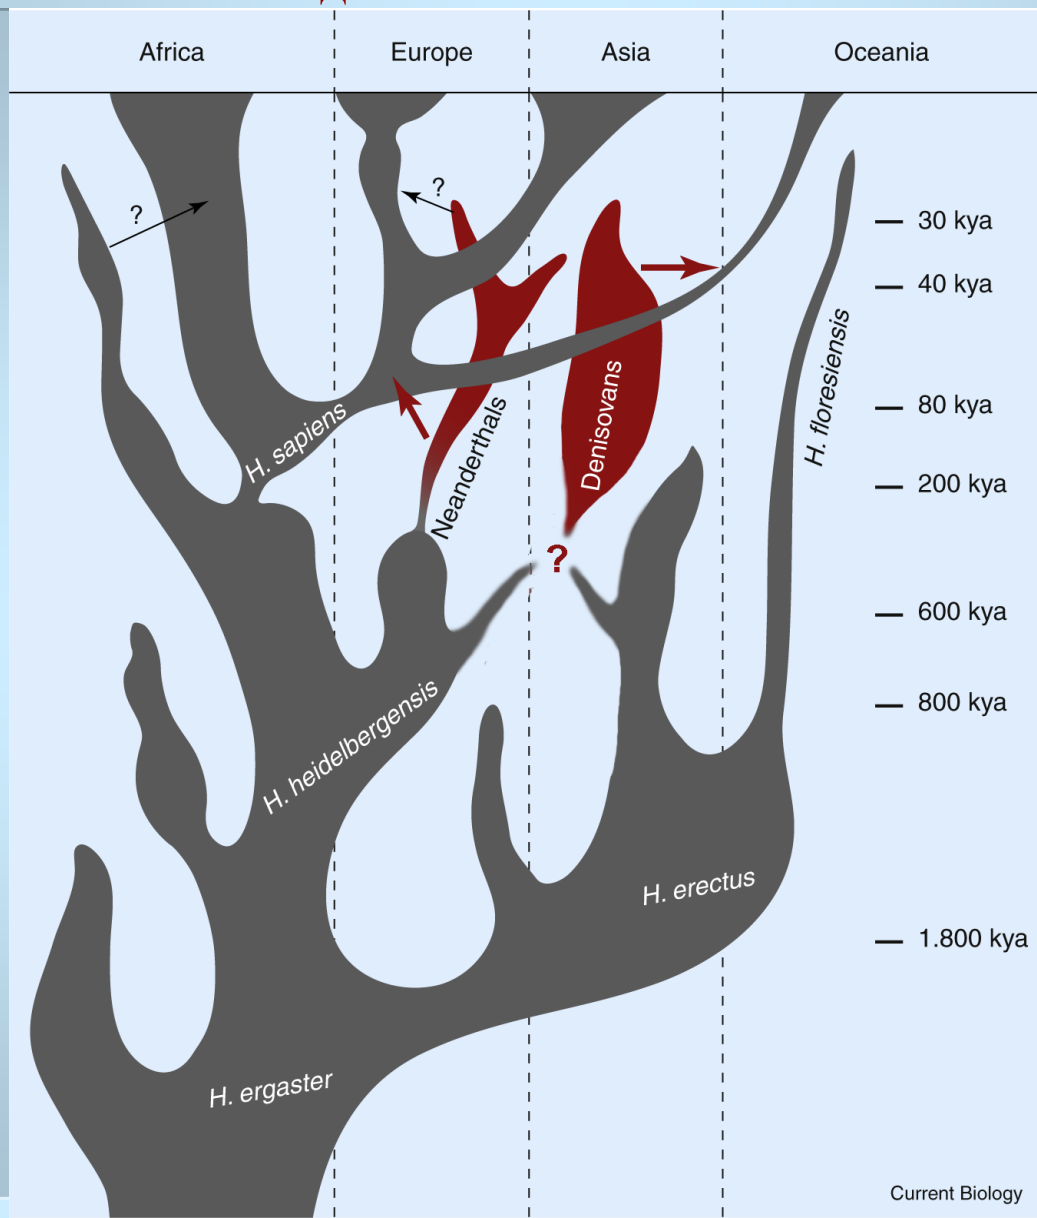 Africa
Europe
Asia
Oceania
?
?
30 kya
40 kya
H. floresiensis
Denisovans
Neanderthals
H. sapiens
80 kya
200 kya
?
600 kya
H. heidelbergensis
800 kya
H. erectus
1.800 kya
H. ergaster
Current Biology